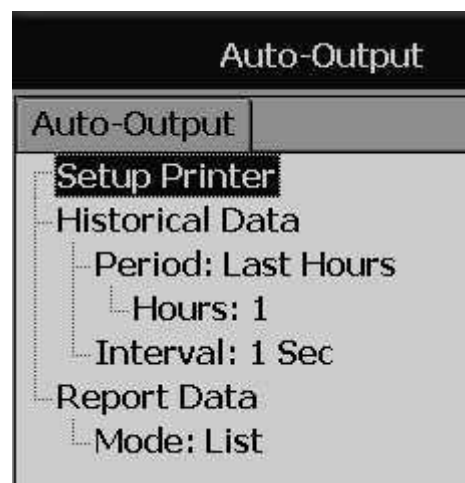 Auto-Output
Auto-Output
Setup Printer
Historical Data
Period: Last Hours
Hours: 1
Interval: 1 Sec
Report Data
Mode: List